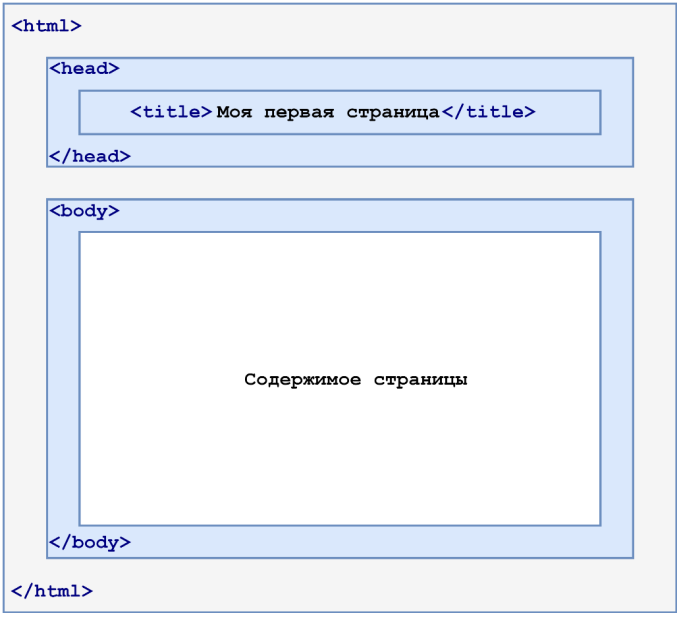 <html>
<head>
<title>Моя первая страница</title>
</head>
<body>
Содержимое страницы
</body>
</html>